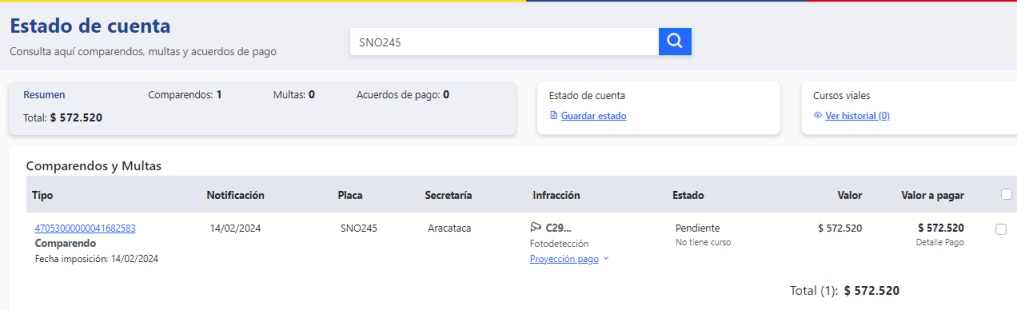 Estado de cuenta
Consulta aquí comparendos, multas y acuerdos de pago
SNO245
Resumen Comparendos: 1 Multas: 0 Acuerdos de pago: 0
Total: $ 572.520
Estado de cuenta
Guardar estado
Cursos viales
Ver historial (0)
Comparendos y Multas
Tipo Notificación Placa Secretaría Infracción Estado Valor Valor a pagar
47053000000041682583 14/02/2024 SNO245 Aracataca C29... Pendiente $ 572.520 $ 572.520
Comparendo Fotodetección No tiene curso Detalle Pago
Fecha imposición: 14/02/2024 Proyección pago
Total (1): $ 572.520